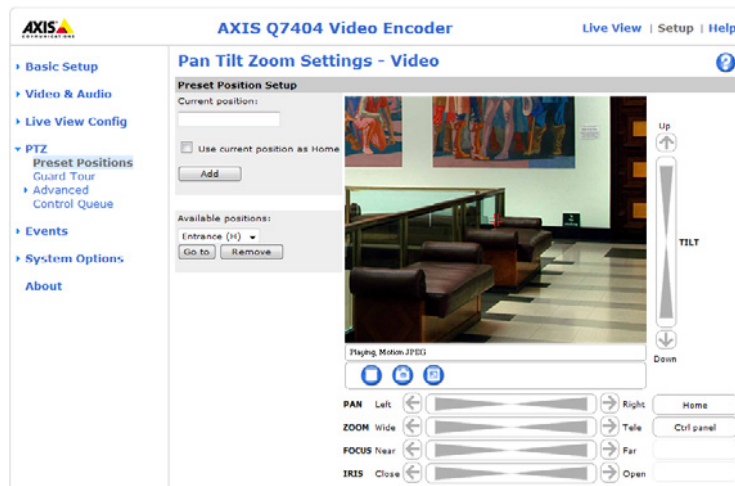 AXIS
COMMUNICATIONS
AXIS Q7404 Video Encoder
Live View | Setup | Help
Basic Setup
Video & Audio
Live View Config
PTZ
Preset Positions
Guard Tour
Advanced
Control Queue
Events
System Options
About
Pan Tilt Zoom Settings - Video
?
Preset Position Setup
Current position:
Use current position as Home
Add
Available positions:
Entrance (H)
Go to
Remove
Up
TILT
Down
Playing, Motion JPEG
PAN Left
Right
Home
ZOOM Wide
Tele
Ctrl panel
FOCUS Near
Far
IRIS Close
Open